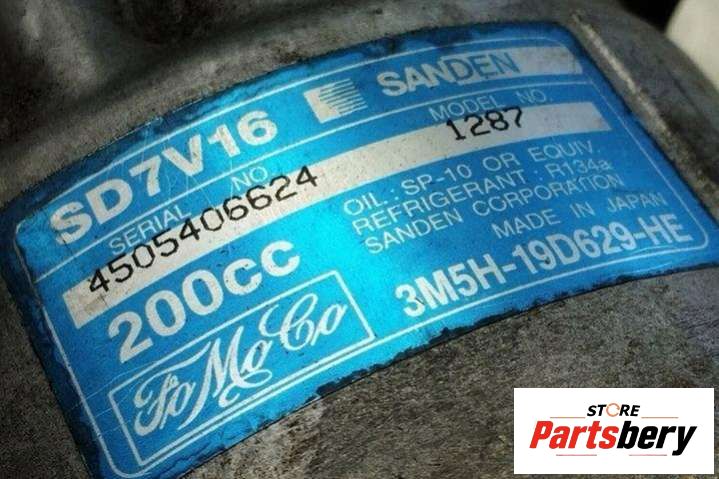 SD7V16 SANDEN
SERIAL NO. MODEL NO.
4505406624 1287
200cc
OIL: SP-10 OR EQUIV.
REFRIGERANT: R134a
SANDEN CORPORATION
MADE IN JAPAN
3M5H-19D629-HE
FoMoCo
STORE
Partsbery